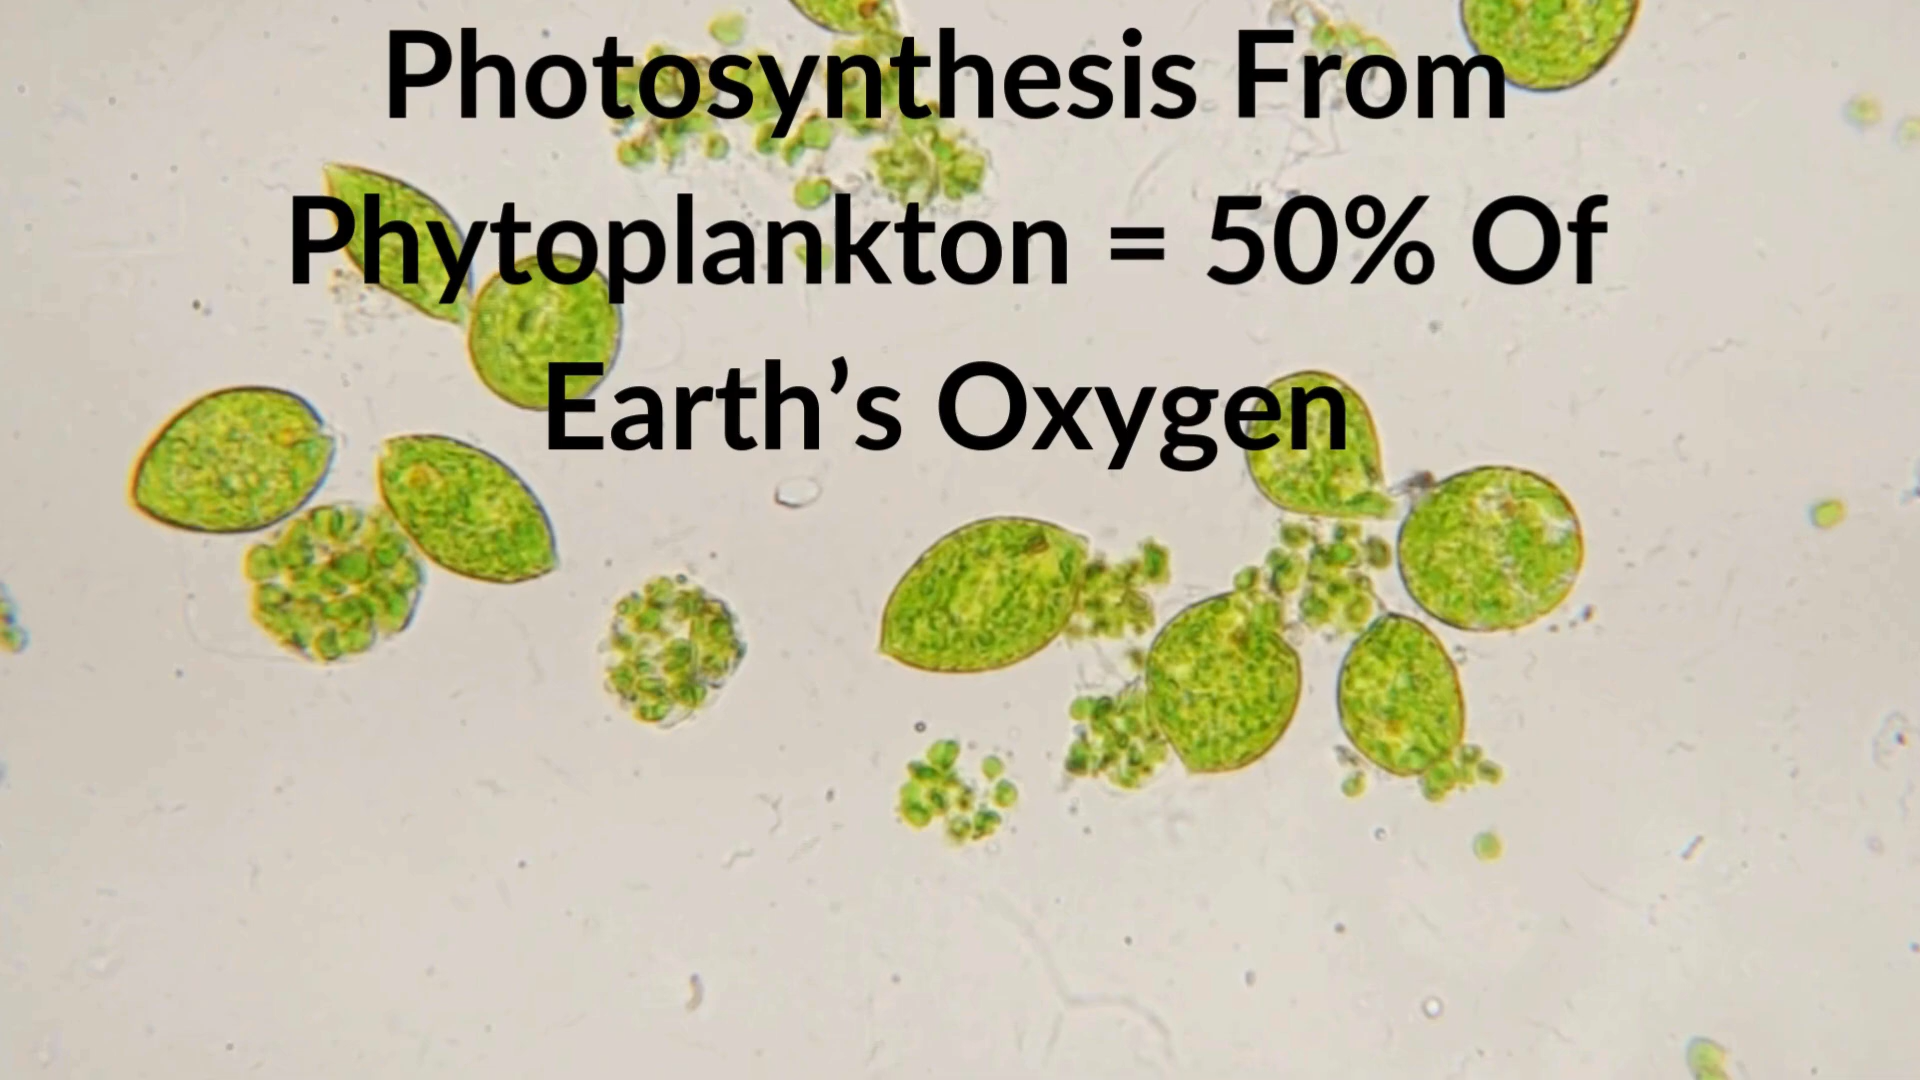 Photosynthesis From
Phytoplankton = 50% Of
Earth’s Oxygen